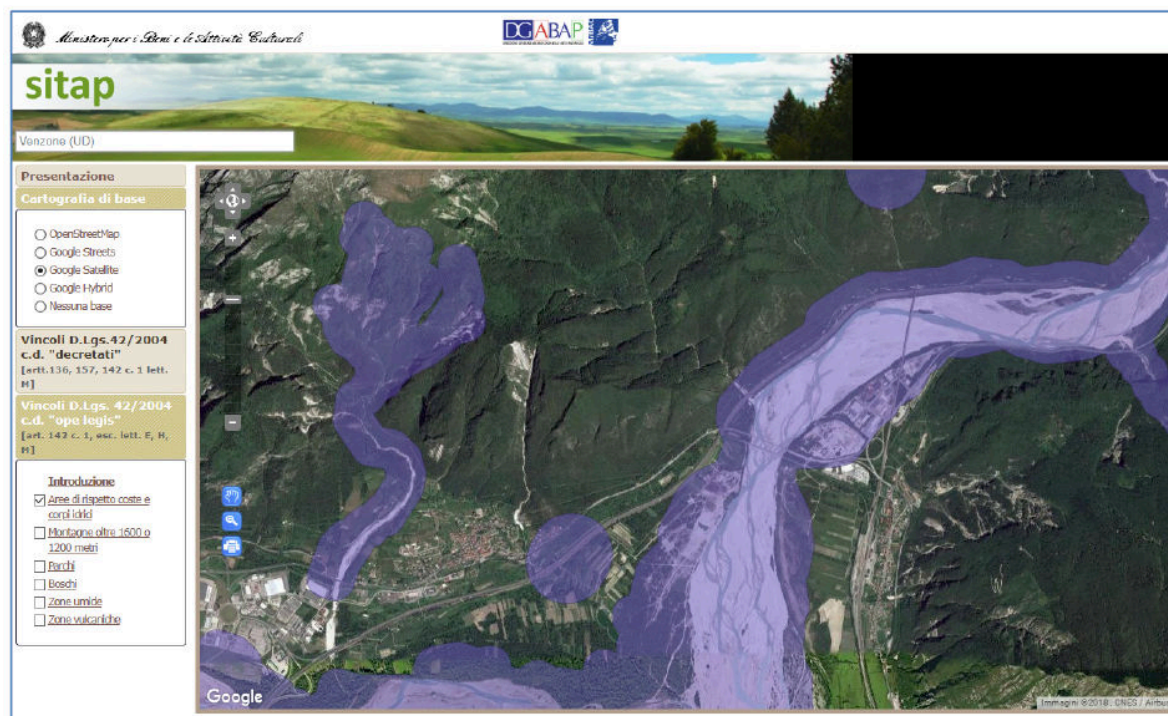 Ministero per i Beni e le Attività Culturali
DGABAP
sitap
Venzone (UD)
Presentazione
Cartografia di base
OpenStreetMap
Google Streets
Google Satellite
Google Hybrid
Nessuna base
Vincoli D.Lgs.42/2004
c.d. "decretati"
[artt.136, 157, 142 c. 1 lett.
M]
Vincoli D.Lgs. 42/2004
c.d. "ope legis"
[art. 142 c. 1, esc. lett. E, H,
M]
Introduzione
Aree di rispetto coste e
corpi idrici
Montagne oltre 1600 o
1200 metri
Parchi
Boschi
Zone umide
Zone vulcaniche
Google
Immagini ©2018, CNES / Airbu